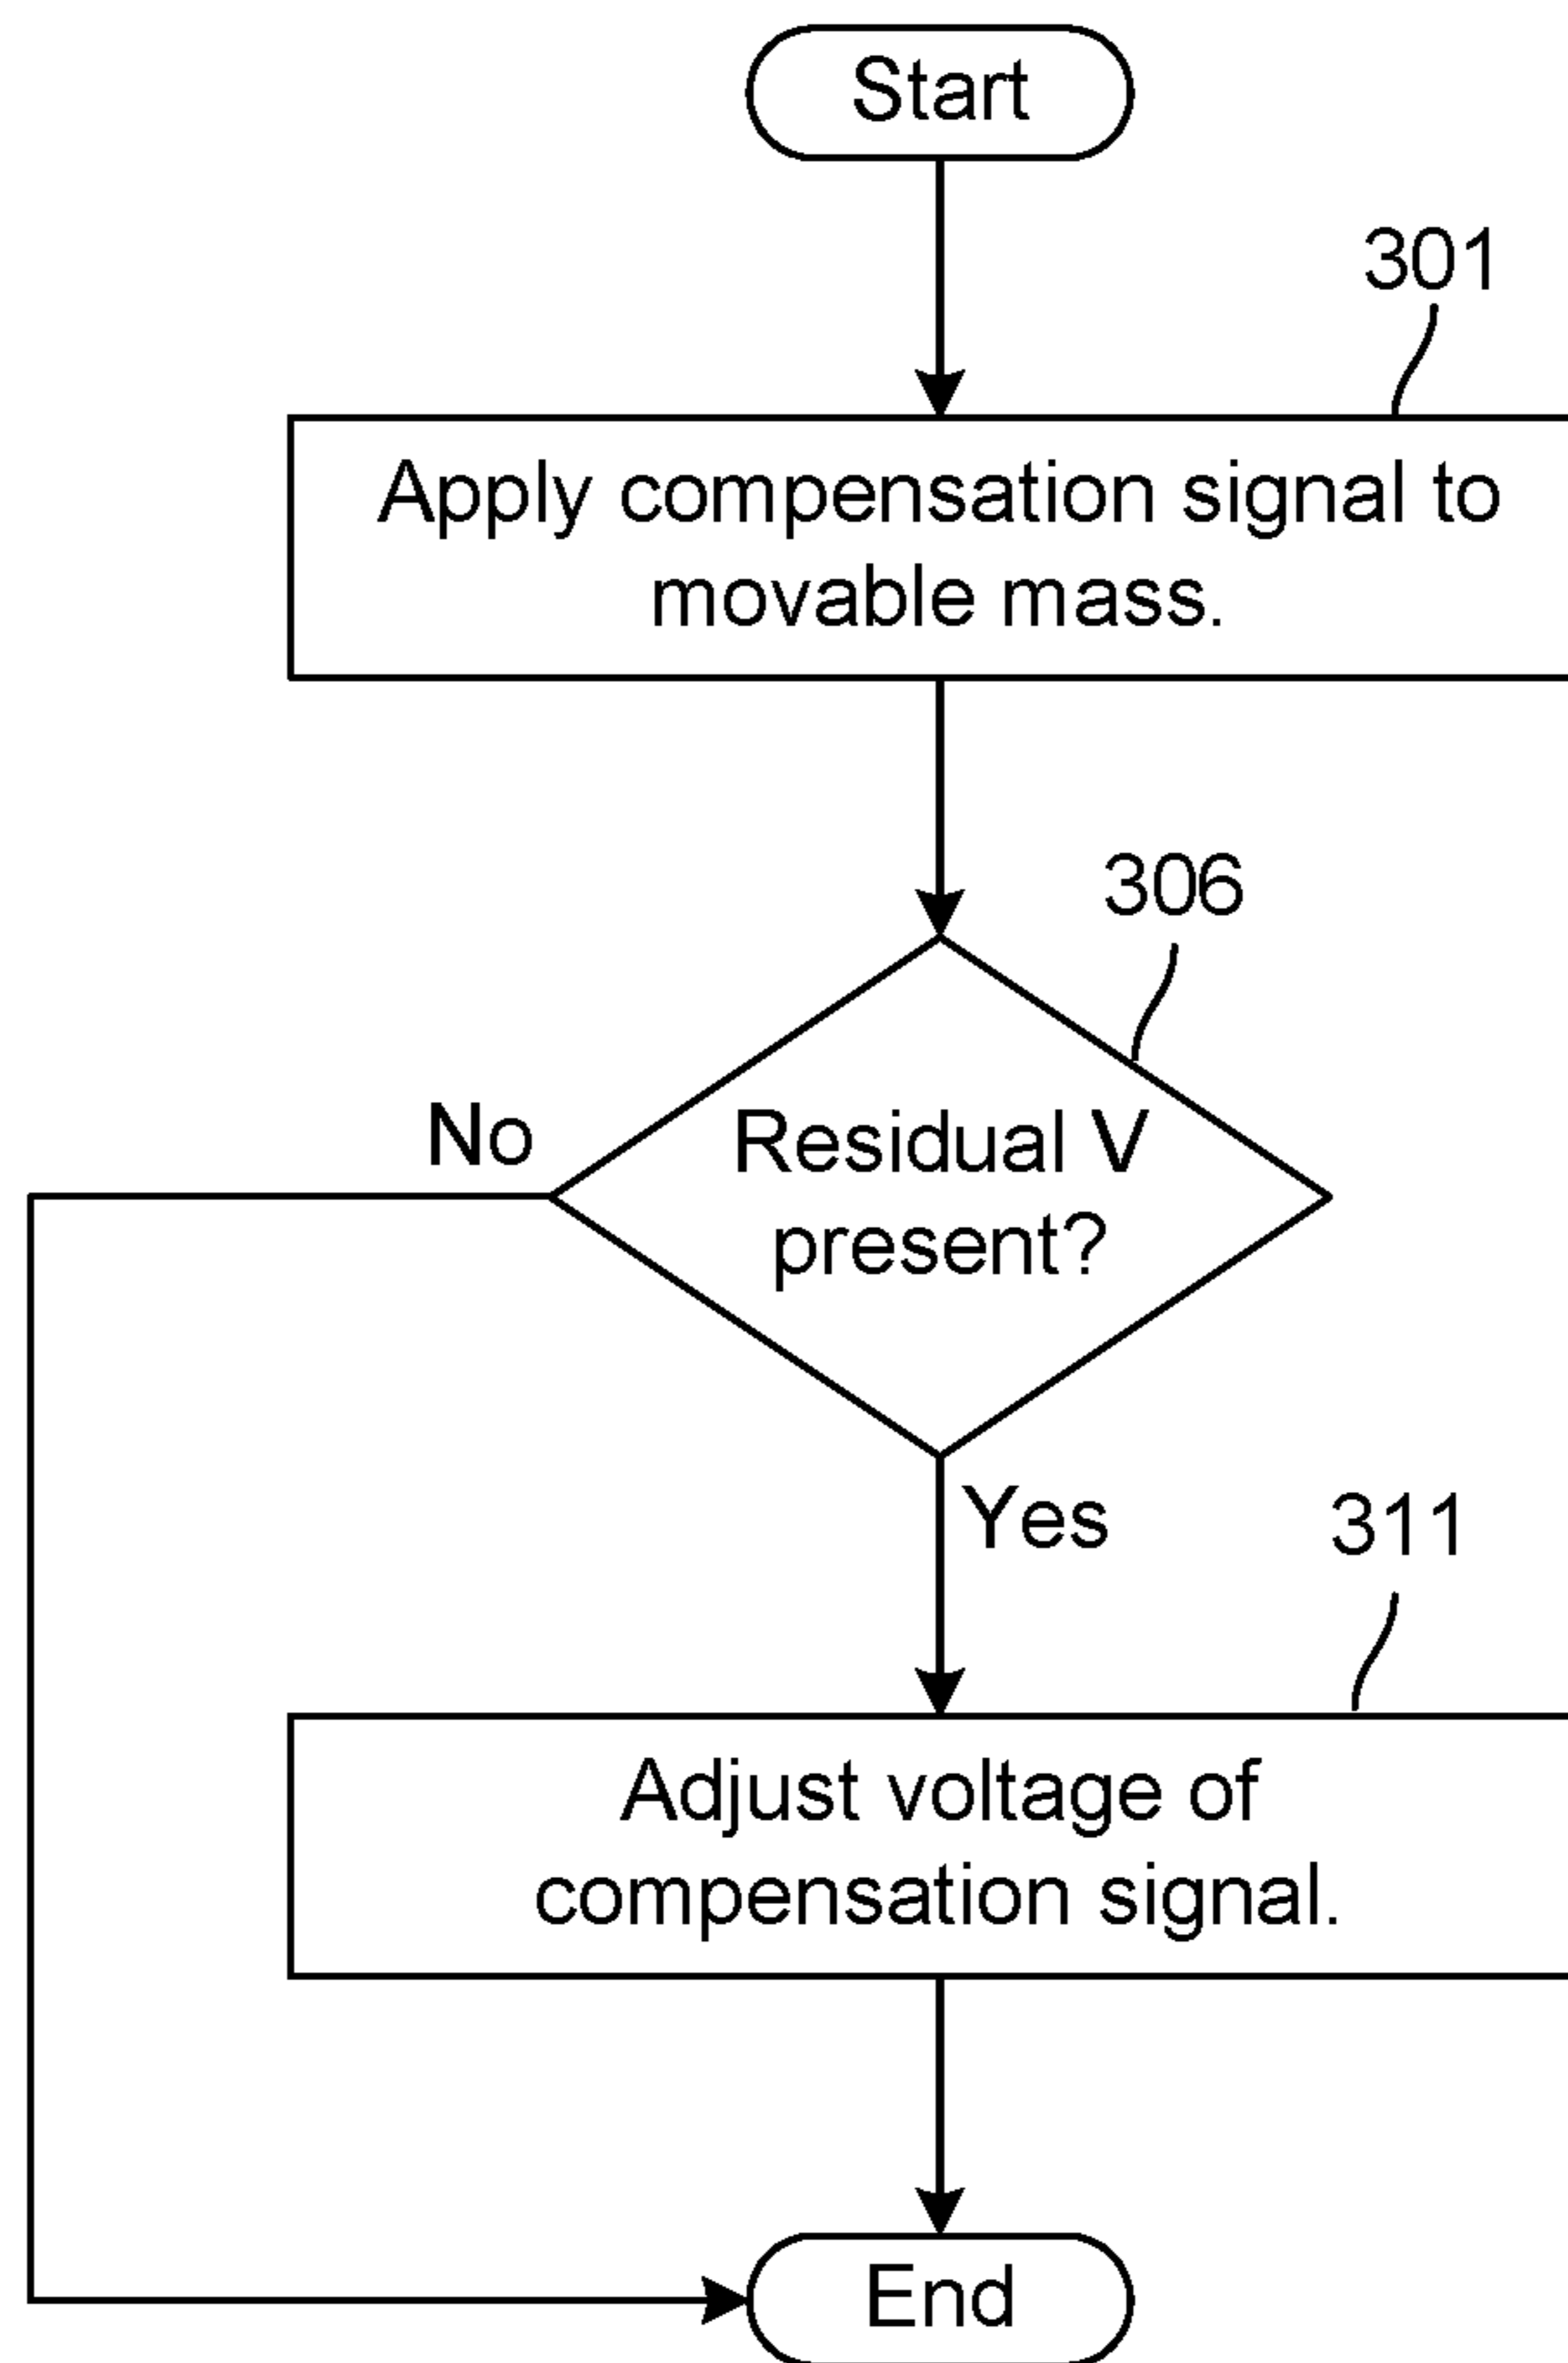 Start
301
Apply compensation signal to
movable mass.
306
No
Residual V
present?
Yes
311
Adjust voltage of
compensation signal.
End